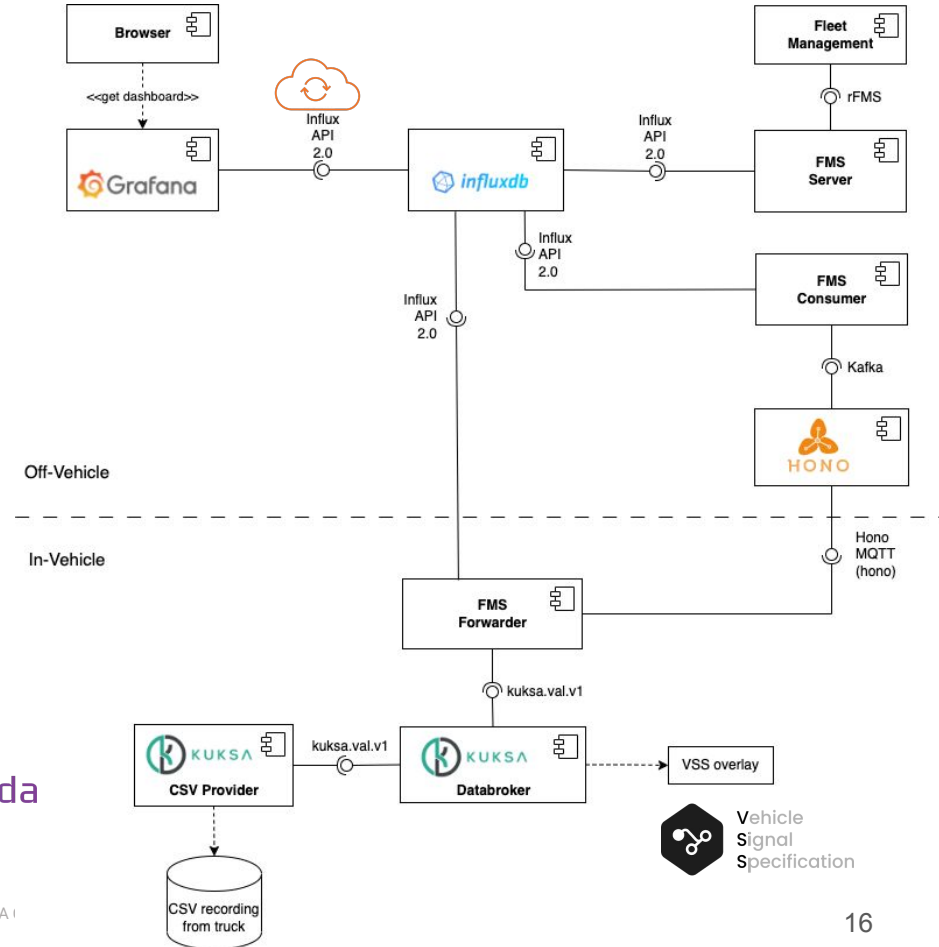 Browser
<<get dashboard>>
Grafana
Influx
API
2.0
influxdb
Influx
API
2.0
Fleet
Management
rFMS
FMS
Server
Influx
API
2.0
FMS
Consumer
Influx
API
2.0
Kafka
HONO
Off-Vehicle
In-Vehicle
Hono
MQTT
(hono)
FMS
Forwarder
kuksa.val.v1
KUKSA
CSV Provider
kuksa.val.v1
KUKSA
Databroker
VSS overlay
da
Vehicle
Signal
Specification
CSV recording
from truck
A
16